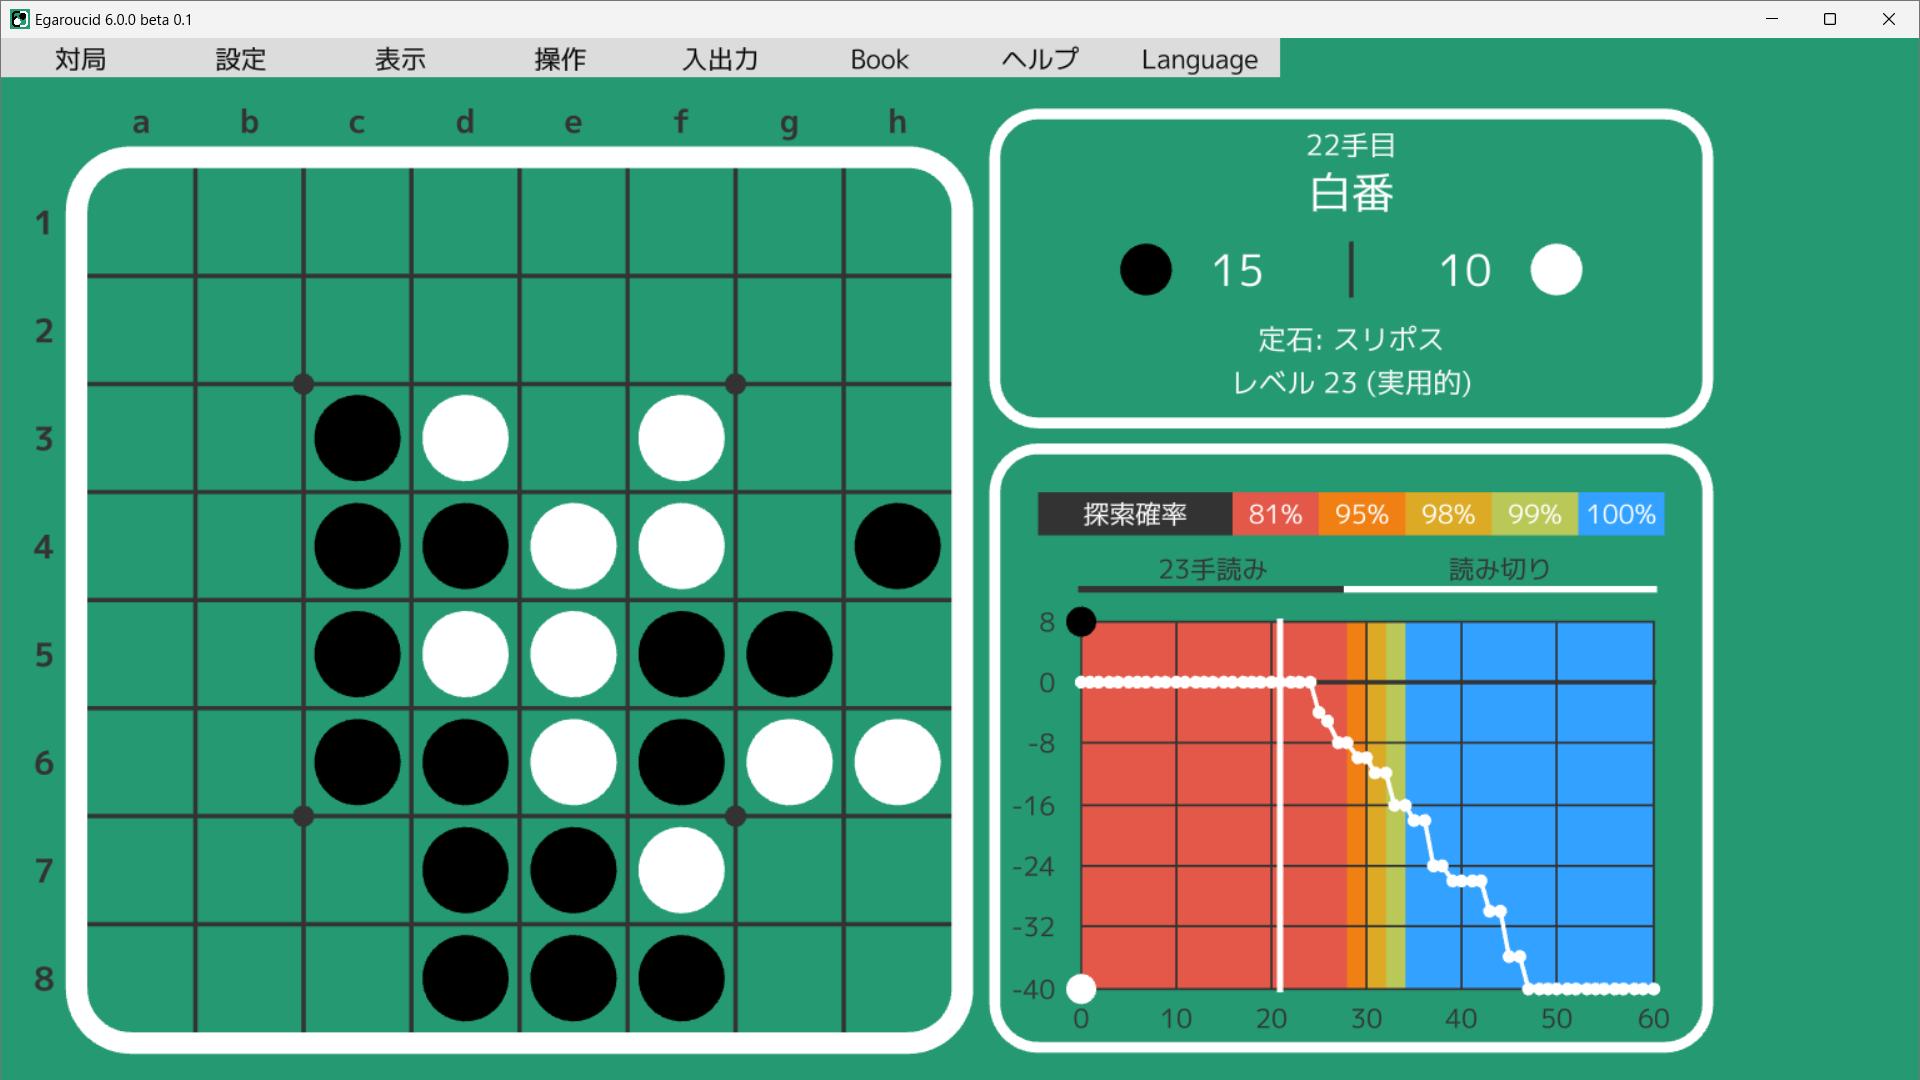 Egaroucid 6.0.0 beta 0.1
対局 設定 表示 操作 入出力 Book ヘルプ Language
a b c d e f g h
1
2
3
4
5
6
7
8
22手目
白番
15 10
定石: スリポス
レベル 23 (実用的)
探索確率 81% 95% 98% 99% 100%
23手読み 読み切り
8
0
-8
-16
-24
-32
-40
0 10 20 30 40 50 60